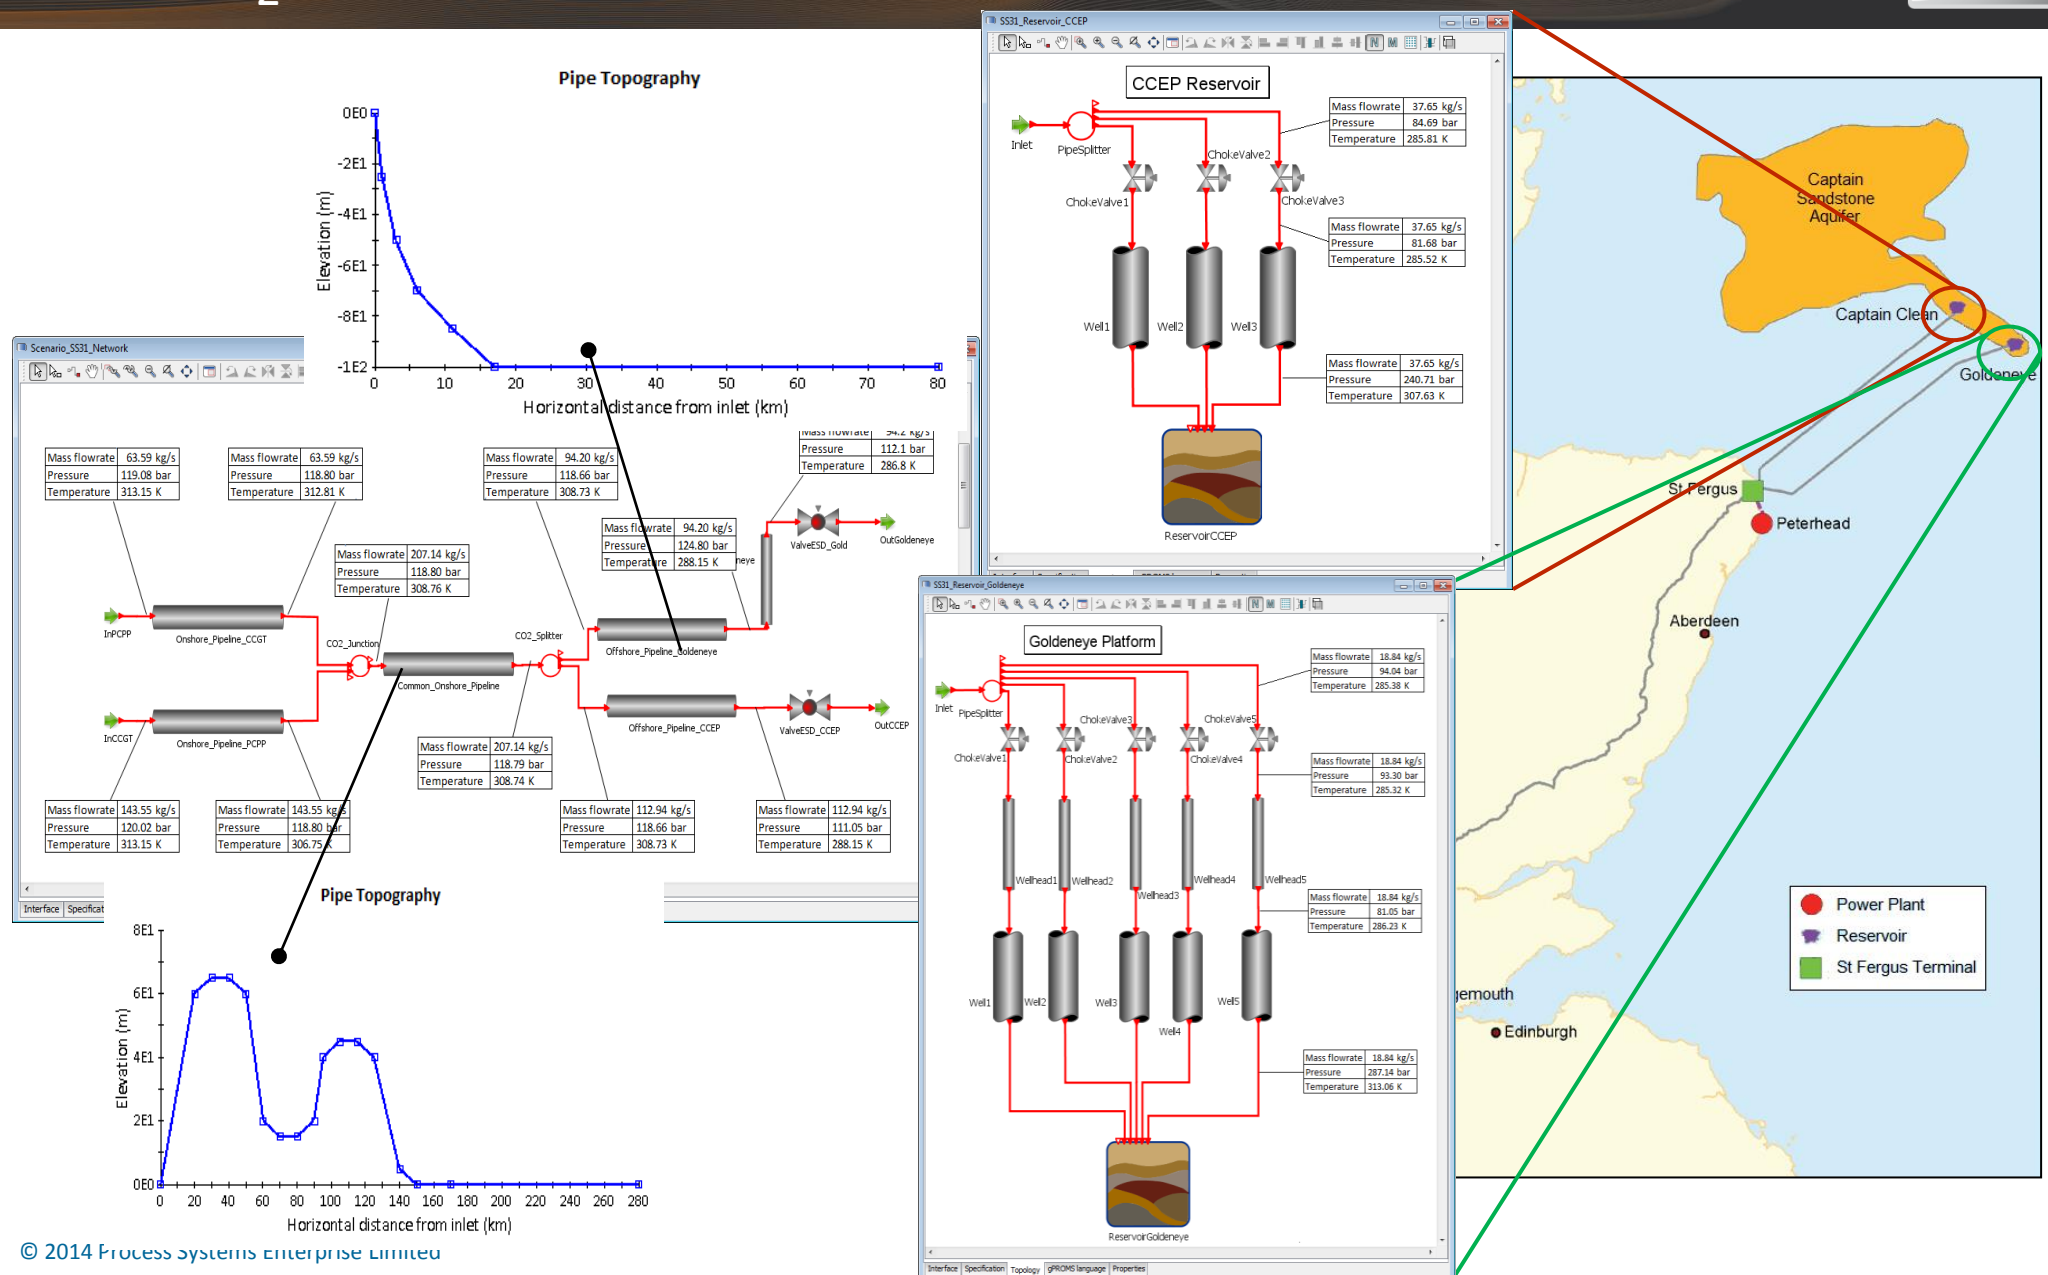 2
Pipe Topography
0E0
-2E1
-4E1
-6E1
-8E1
-1E2
Elevation (m)
0 10 20 30 40 50 60 70 80
Horizontal distance from inlet (km)
Scenario_SS31_Network
Mass flowrate 63.59 kg/s
Pressure 119.08 bar
Temperature 313.15 K
Mass flowrate 63.59 kg/s
Pressure 118.80 bar
Temperature 312.81 K
Mass flowrate 94.20 kg/s
Pressure 118.66 bar
Temperature 308.73 K
Mass flowrate 94.2 kg/s
Pressure 112.1 bar
Temperature 286.8 K
Mass flowrate 207.14 kg/s
Pressure 118.80 bar
Temperature 308.76 K
Mass flowrate 94.20 kg/s
Pressure 124.80 bar
Temperature 288.15 K
neye
ValveESD_Gold
OutGoldeneye
InPCPP
Onshore_Pipeline_CCGT
CO2_Junction
Common_Onshore_Pipeline
CO2_Splitter
Offshore_Pipeline_Goldeneye
InCCGT
Onshore_Pipeline_PCPP
Offshore_Pipeline_CCEP
ValveESD_CCEP
OutCCEP
Mass flowrate 207.14 kg/s
Pressure 118.79 bar
Temperature 308.74 K
Mass flowrate 143.55 kg/s
Pressure 120.02 bar
Temperature 313.15 K
Mass flowrate 143.55 kg/s
Pressure 118.80 bar
Temperature 306.75 K
Mass flowrate 112.94 kg/s
Pressure 118.66 bar
Temperature 308.73 K
Mass flowrate 112.94 kg/s
Pressure 111.05 bar
Temperature 288.15 K
Interface Specificat
Pipe Topography
8E1
6E1
4E1
2E1
0E0
Elevation (m)
0 20 40 60 80 100 120 140 160 180 200 220 240 260 280
Horizontal distance from inlet (km)
© 2014 Process Systems Enterprise Limited
SS31_Reservoir_CCEP
N M
CCEP Reservoir
Mass flowrate 37.65 kg/s
Pressure 84.69 bar
Temperature 285.81 K
Inlet
PipeSplitter
ChokeValve2
ChokeValve1
ChokeValve3
Mass flowrate 37.65 kg/s
Pressure 81.68 bar
Temperature 285.52 K
Well1 Well2 Well3
Mass flowrate 37.65 kg/s
Pressure 240.71 bar
Temperature 307.63 K
ReservoirCCEP
SS31_Reservoir_Goldeneye
N M
Goldeneye Platform
Mass flowrate 18.84 kg/s
Pressure 94.04 bar
Temperature 285.38 K
Inlet
PipeSplitter
ChokeValve3
ChokeValve5
ChokeValve1
ChokeValve2
ChokeValve4
Mass flowrate 18.84 kg/s
Pressure 93.30 bar
Temperature 285.32 K
Wellhead1 Wellhead2 Wellhead3 Wellhead4 Wellhead5
Mass flowrate 18.84 kg/s
Pressure 81.05 bar
Temperature 286.23 K
Well1 Well2 Well3 Well4 Well5
Mass flowrate 18.84 kg/s
Pressure 287.14 bar
Temperature 313.06 K
ReservoirGoldeneye
Interface Specification Topology gPROMS language Properties
Captain
Sandstone
Aquifer
Captain Clean
Goldeneye
St Fergus
Peterhead
Aberdeen
gemouth
Edinburgh
Power Plant
Reservoir
St Fergus Terminal